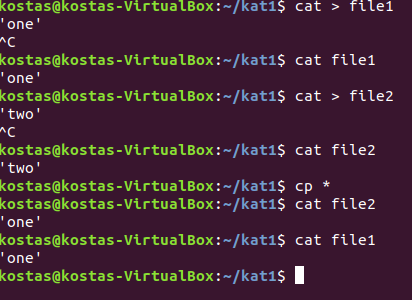 kostas@kostas-VirtualBox:~/kat1$ cat > file1
'one'
^C
kostas@kostas-VirtualBox:~/kat1$ cat file1
'one'
kostas@kostas-VirtualBox:~/kat1$ cat > file2
'two'
^C
kostas@kostas-VirtualBox:~/kat1$ cat file2
'two'
kostas@kostas-VirtualBox:~/kat1$ cp *
kostas@kostas-VirtualBox:~/kat1$ cat file2
'one'
kostas@kostas-VirtualBox:~/kat1$ cat file1
'one'
kostas@kostas-VirtualBox:~/kat1$